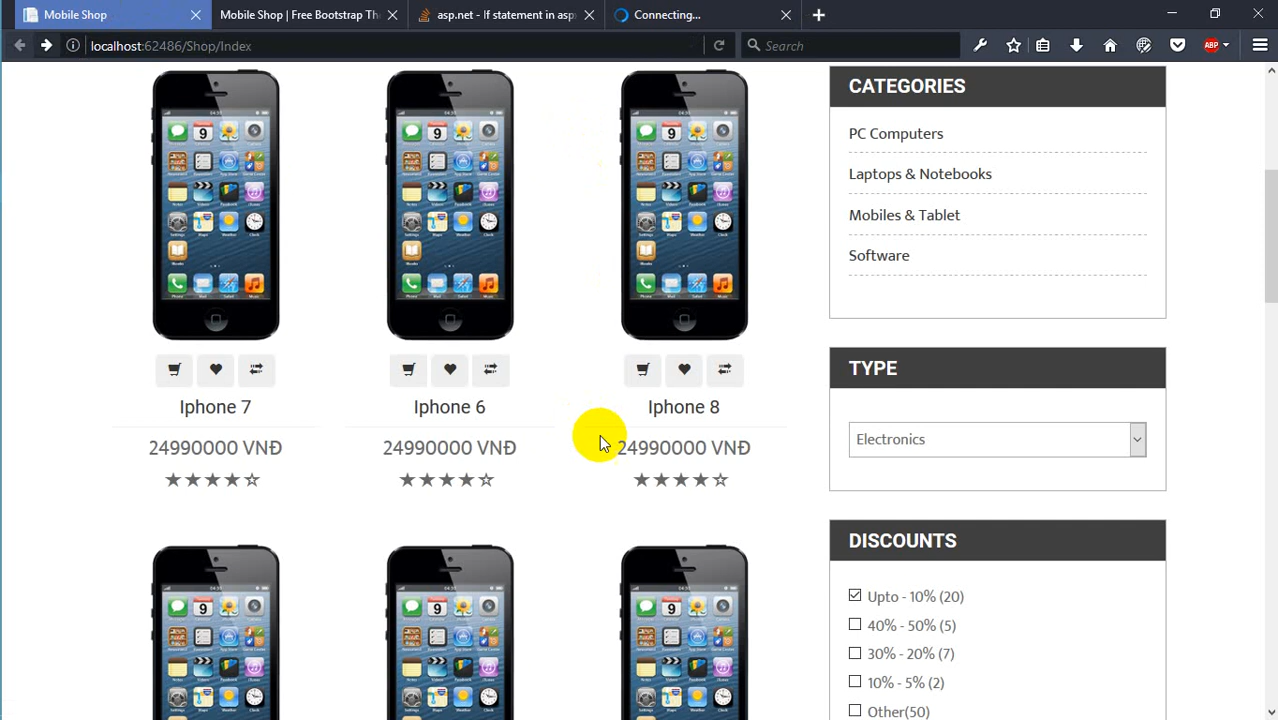 Mobile Shop
Mobile Shop | Free Bootstrap Th
asp.net - If statement in asp
Connecting...
localhost:62486/Shop/Index
Search
ABP
CATEGORIES
PC Computers
Laptops & Notebooks
Mobiles & Tablet
Software
Iphone 7
Iphone 6
Iphone 8
24990000 VNĐ
24990000 VNĐ
24990000 VNĐ
TYPE
Electronics
DISCOUNTS
Upto - 10% (20)
40% - 50% (5)
30% - 20% (7)
10% - 5% (2)
Other(50)